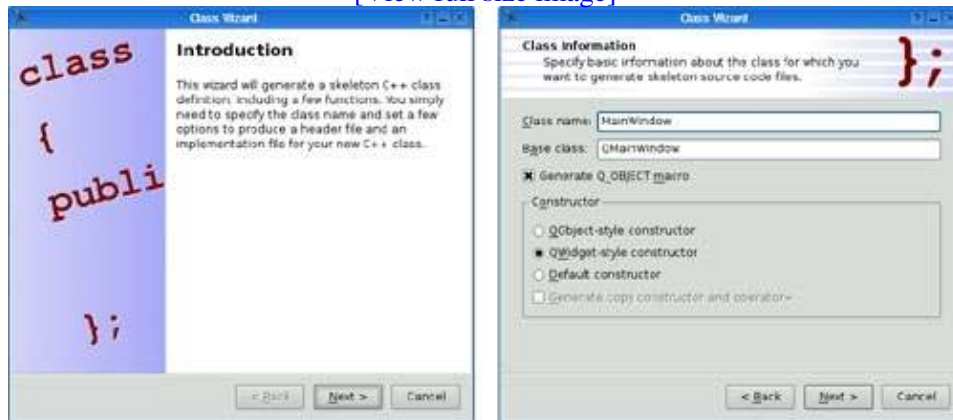 [View full size image]
Class Wizard
class
{
publi
};
Introduction
This wizard will generate a skeleton C++ class
definition, including a few functions. You simply
need to specify the class name and set a few
options to produce a header file and an
implementation file for your new C++ class.
< Back
Next >
Cancel
Class Wizard
Class Information
Specify basic information about the class for which you
want to generate skeleton source code files.
};
Class name: MainWindow
Base class: QMainWindow
Generate Q_OBJECT macro
Constructor
QObject-style constructor
QWidget-style constructor
Default constructor
Generate copy constructor and operator=
< Back
Next >
Cancel